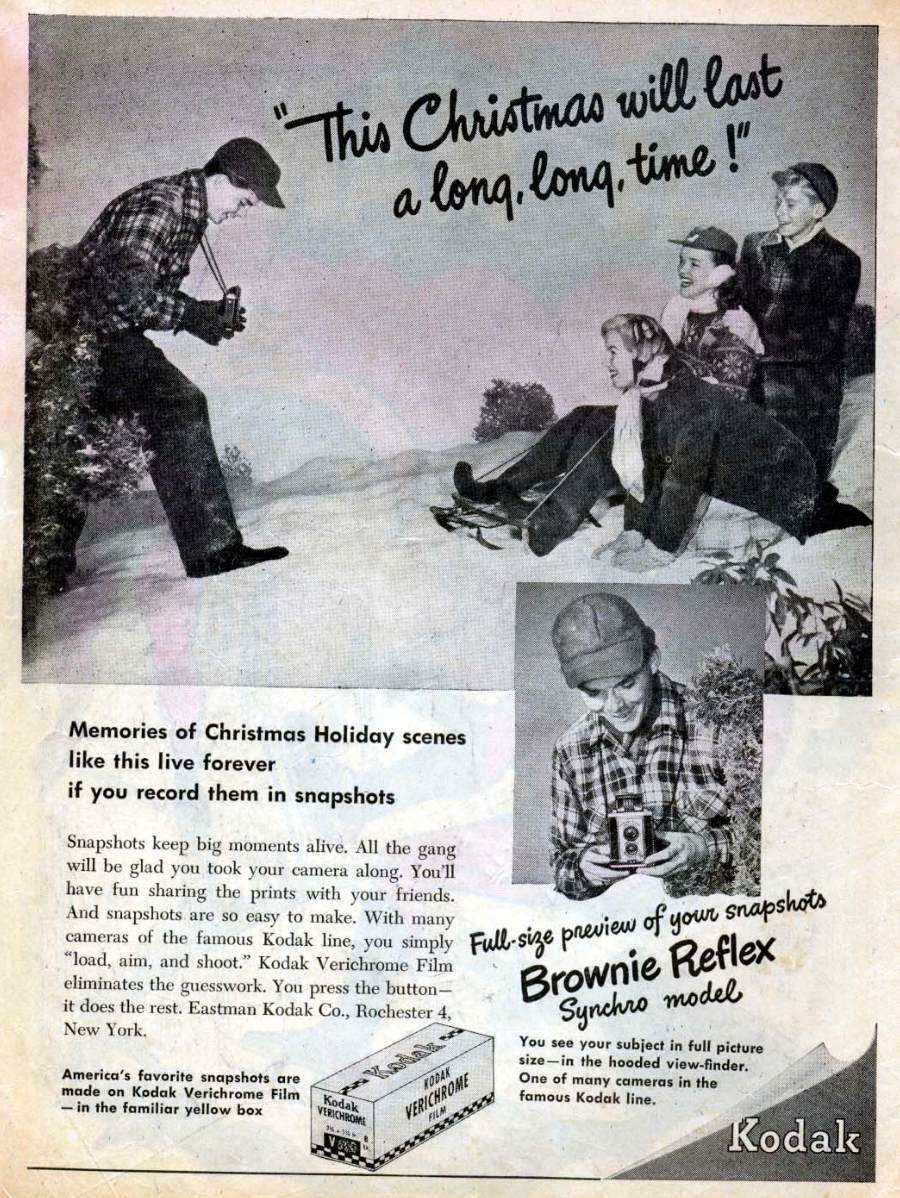 "This Christmas will last
a long, long, time!"
Memories of Christmas Holiday scenes
like this live forever
if you record them in snapshots
Snapshots keep big moments alive. All the gang
will be glad you took your camera along. You'll
have fun sharing the prints with your friends.
And snapshots are so easy to make. With many
cameras of the famous Kodak line, you simply
"load, aim, and shoot." Kodak Verichrome Film
eliminates the guesswork. You press the button—
it does the rest. Eastman Kodak Co., Rochester 4,
New York.
America's favorite snapshots are
made on Kodak Verichrome Film
—in the familiar yellow box
Kodak
KODAK
VERICHROME
FILM
Kodak
VERICHROME
V
8
Full-size preview of your snapshots
Brownie Reflex
Synchro model
You see your subject in full picture
size—in the hooded view-finder.
One of many cameras in the
famous Kodak line.
Kodak